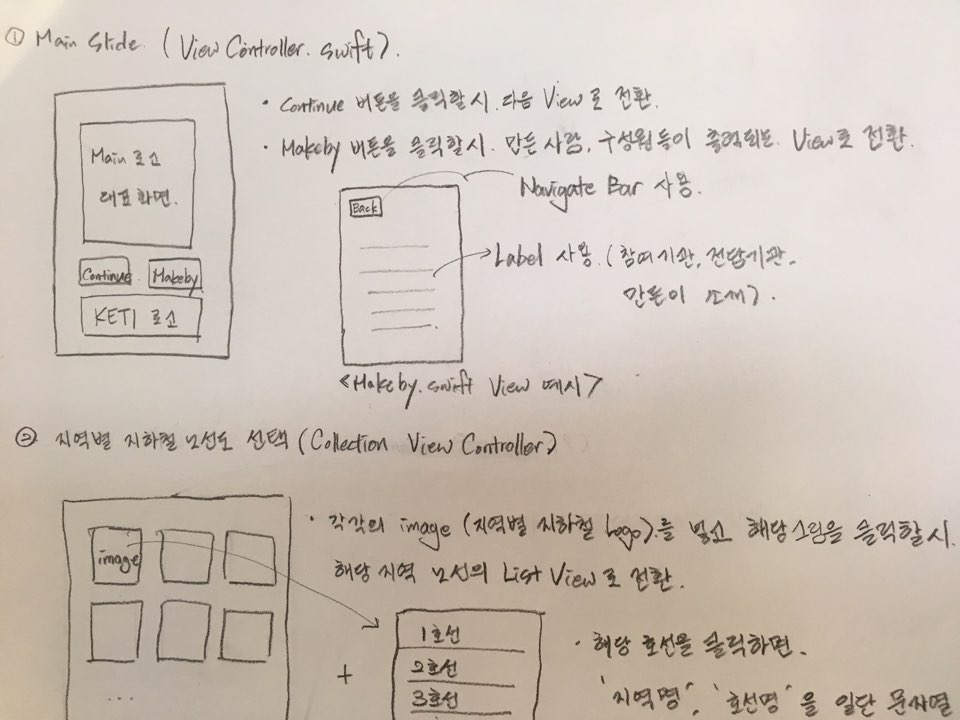 ① Main Slide. (View Controller. swift).
• Continue 버튼을 클릭할 시. 다음 View로 전환.
• Makeby 버튼을 클릭할시. 만든 사람, 구성원등이 출력되는. View로 전환.
Main 로고
대표화면.
Continue
Makeby
KETI 로고
Back
Navigate Bar 사용.
Label 사용. (참여기관, 전담기관.
만든이 소개).
<Makeby. swift View 예시>
② 지역별 지하철 노선도 선택 (Collection View Controller)
image
• 각각의 image (지역별 지하철 Logo).를 넣고 해당그림을 클릭할시.
해당 지역 노선의 List View로 전환.
+
1호선
2호선
3호선
• 해당 호선을 클릭하면.
'지역명', '호선명'을 일단 문자열
...